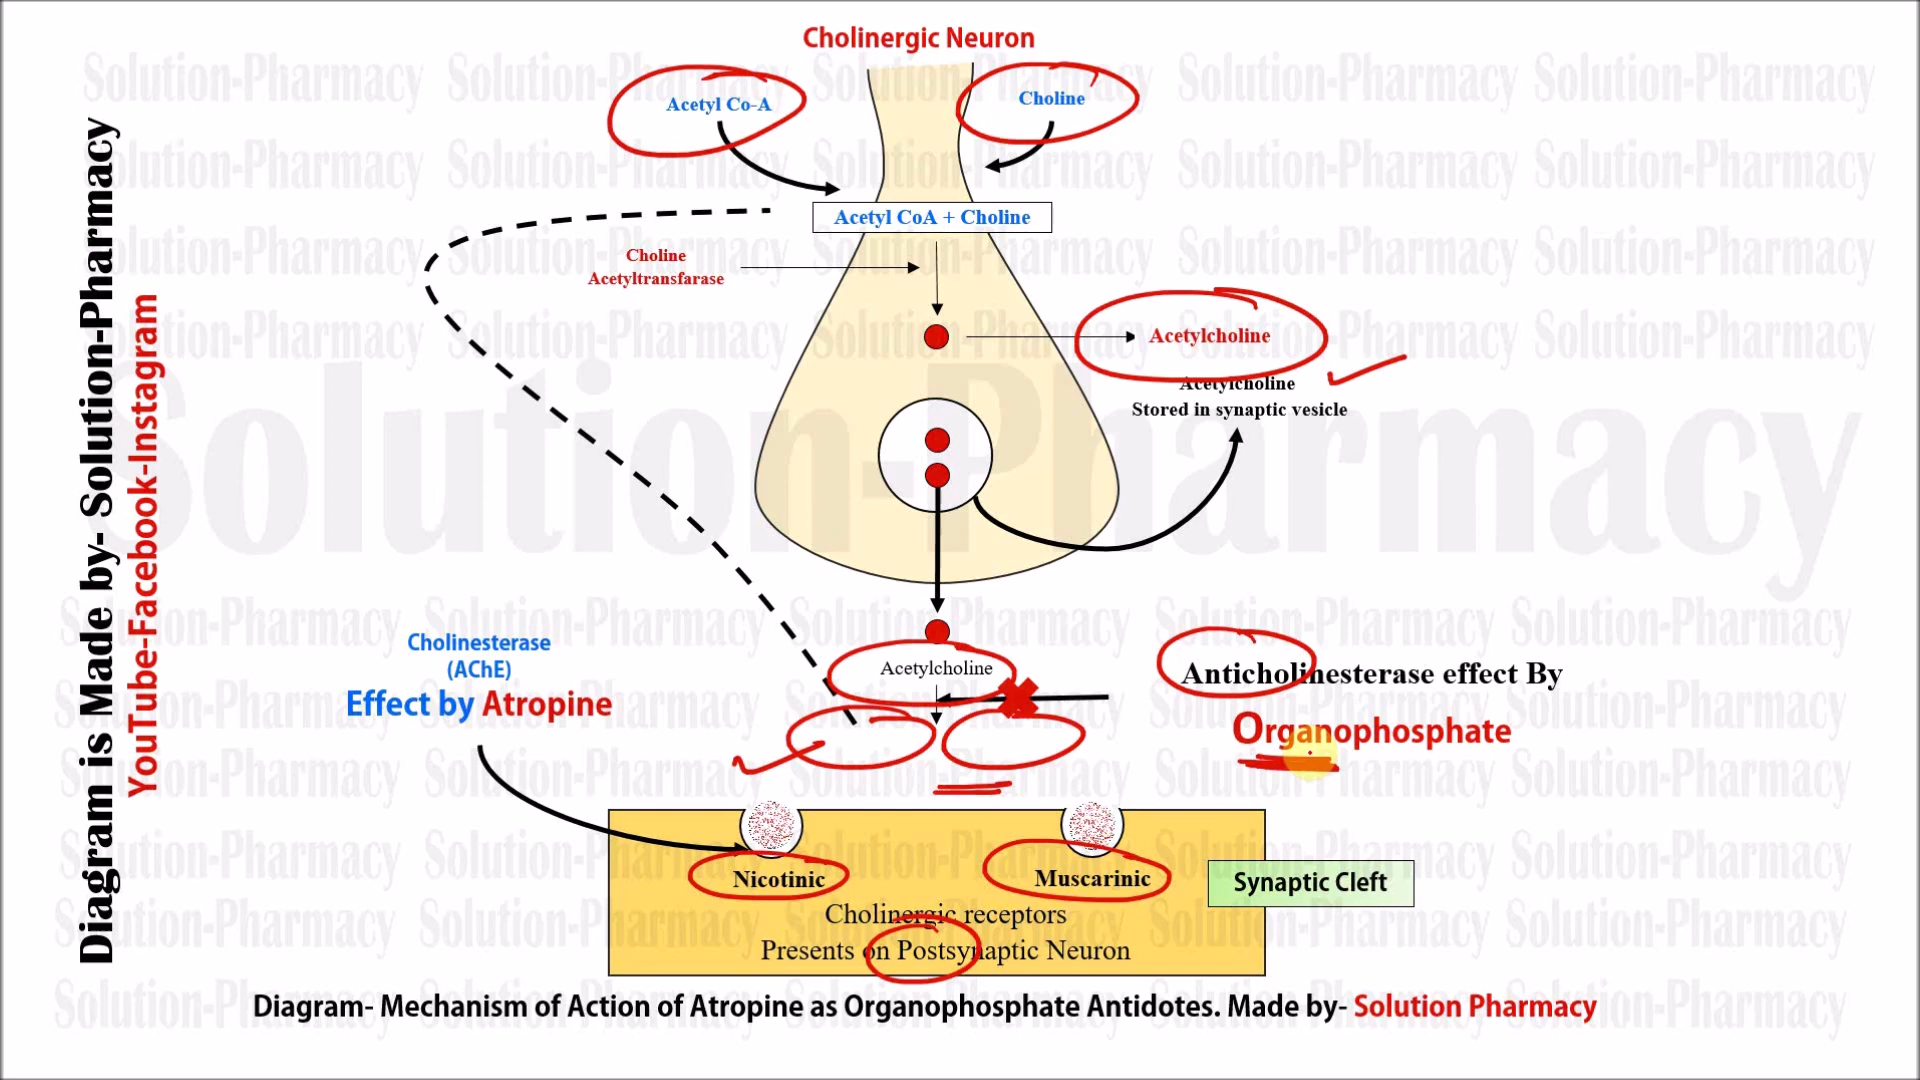 Cholinergic Neuron
Acetyl Co-A
Choline
Acetyl CoA + Choline
Choline
Acetyltransfarase
Acetylcholine
Acetylcholine
Stored in synaptic vesicle
Cholinesterase
(AChE)
Effect by Atropine
Acetylcholine
Anticholinesterase effect By
Organophosphate
Nicotinic
Muscarinic
Cholinergic receptors
Presents on Postsynaptic Neuron
Synaptic Cleft
Diagram- Mechanism of Action of Atropine as Organophosphate Antidotes. Made by- Solution Pharmacy
Diagram is Made by- Solution-Pharmacy
YouTube-Facebook-Instagram
Solution-Pharmacy